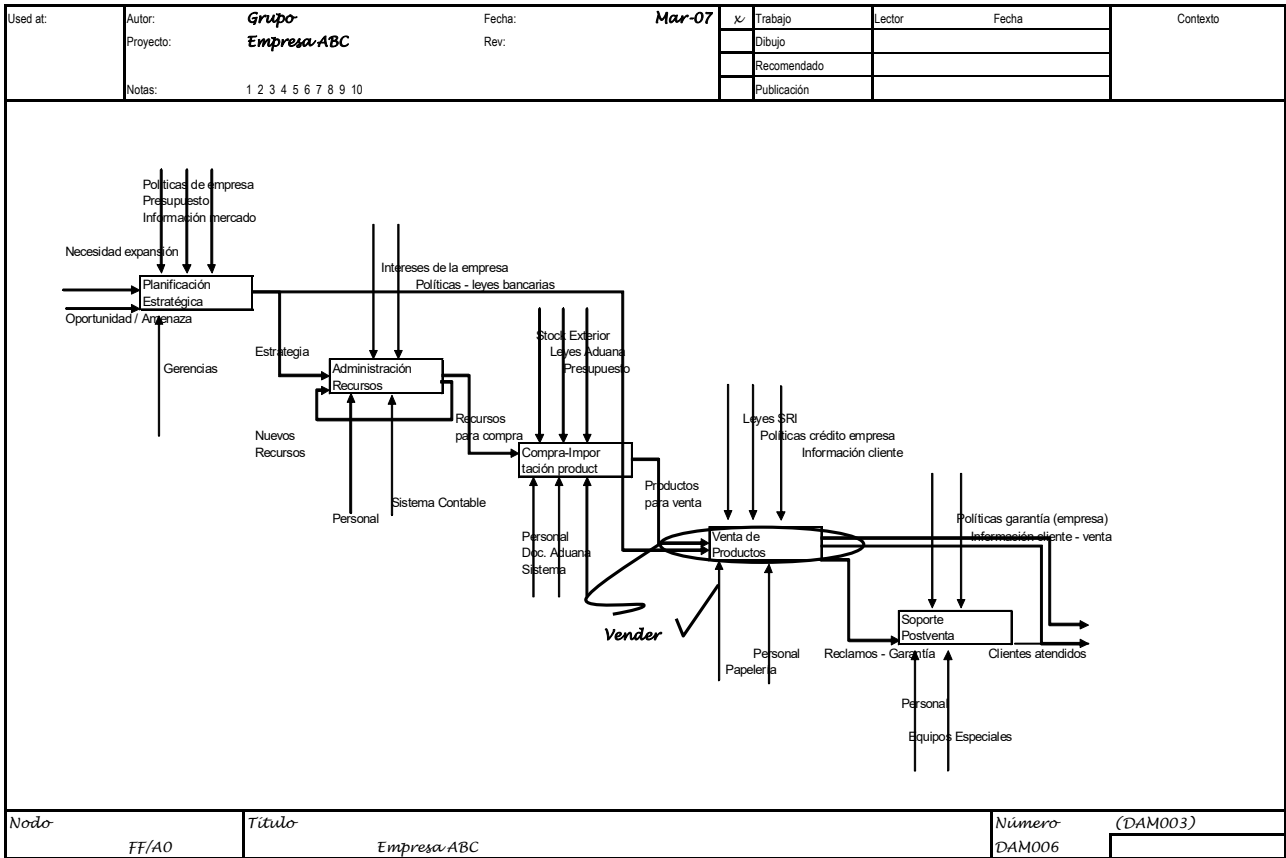 Used at:
Autor: Grupo
Fecha: Mar-07
x Trabajo
Lector Fecha
Contexto
Proyecto: Empresa ABC
Rev:
Dibujo
Recomendado
Notas: 1 2 3 4 5 6 7 8 9 10
Publicación
Políticas de empresa
Presupuesto
Información mercado
Necesidad expansión
Planificación
Estratégica
Oportunidad / Amenaza
Gerencias
Intereses de la empresa
Políticas - leyes bancarias
Estrategia
Administración
Recursos
Nuevos
Recursos
Personal
Sistema Contable
Recursos
para compra
Stock Exterior
Leyes Aduana
Presupuesto
Compra-Impor
tación product
Personal
Doc. Aduana
Sistema
Productos
para venta
Leyes SRI
Políticas crédito empresa
Información cliente
Venta de
Productos
Vender
Personal
Papelería
Políticas garantía (empresa)
Información cliente - venta
Soporte
Postventa
Reclamos - Garantía
Clientes atendidos
Personal
Equipos Especiales
Nodo
FF/A0
Título
Empresa ABC
Número (DAM003)
DAM006